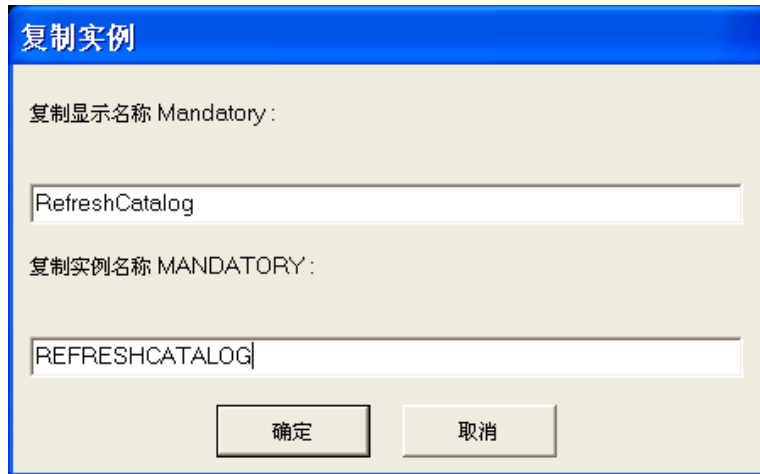 复制实例
复制显示名称 Mandatory :
RefreshCatalog
复制实例名称 MANDATORY :
REFRESHCATALOG
确定 取消